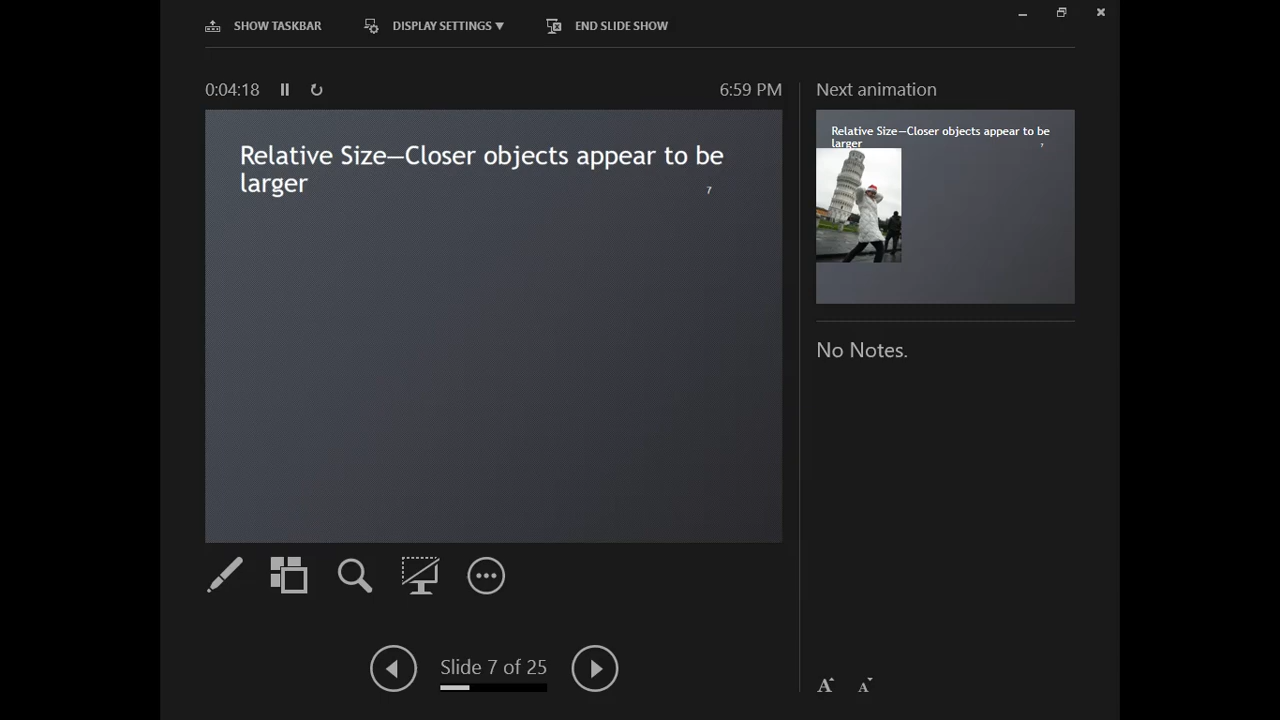 SHOW TASKBAR
DISPLAY SETTINGS ▼
END SLIDE SHOW
0:04:18
6:59 PM
Next animation
Relative Size—Closer objects appear to be
larger
7
Relative Size—Closer objects appear to be
larger
7
No Notes.
Slide 7 of 25
A A